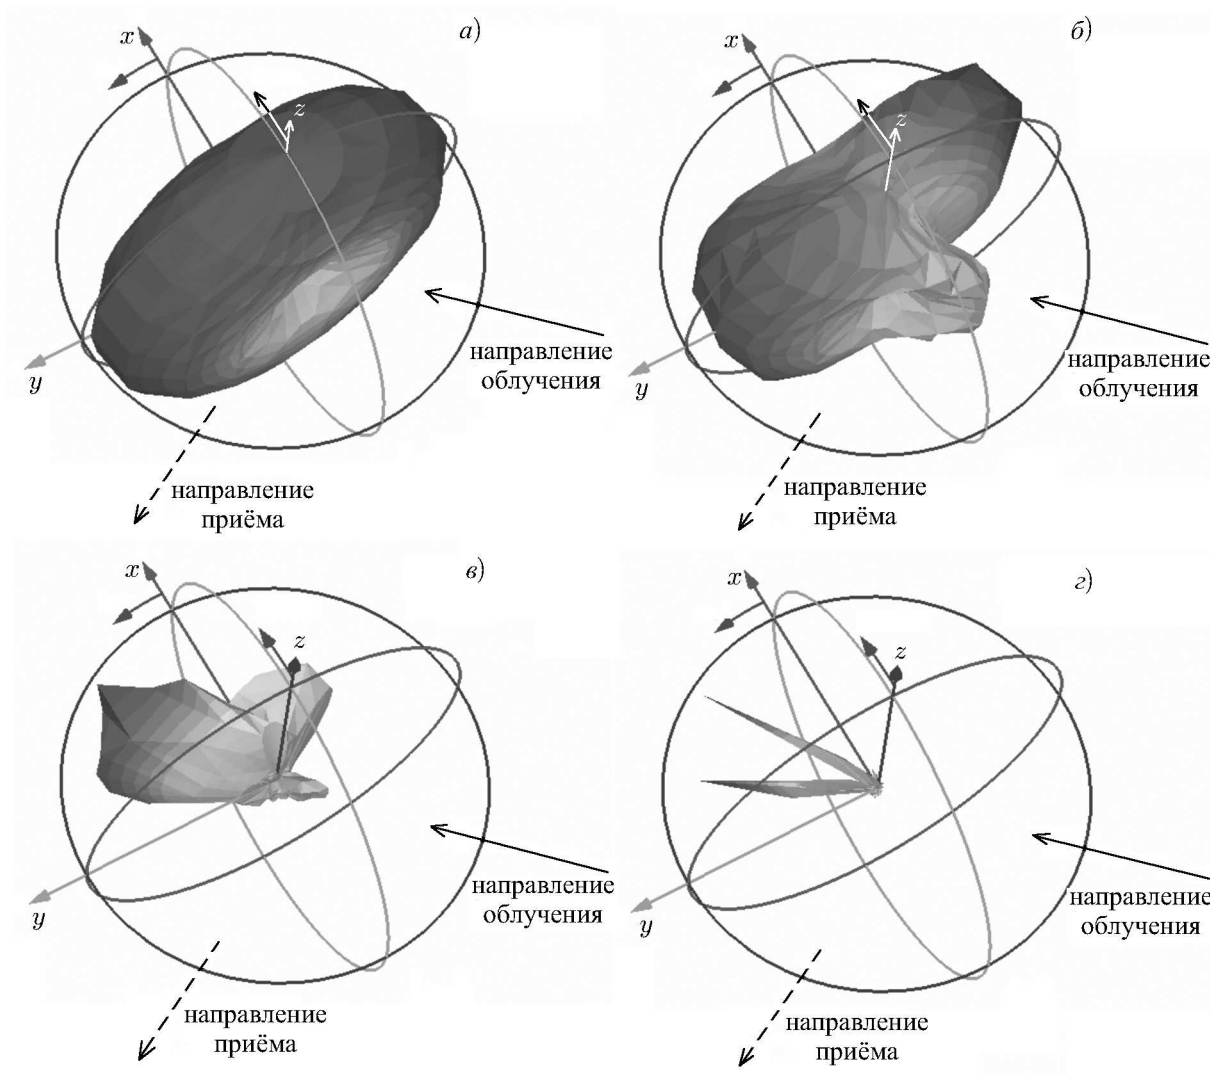 а)
x
z
y
направление
облучения
направление
приёма
б)
x
z
y
направление
облучения
направление
приёма
в)
x
z
y
направление
облучения
направление
приёма
г)
x
z
y
направление
облучения
направление
приёма